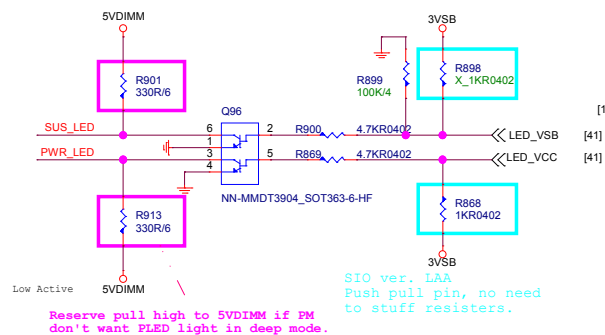 5VDIMM
3VSB
R901
330R/6
R899
100K/4
R898
X_1KR0402
Q96
[1
SUS_LED
6
2
R900
4.7KR0402
LED_VSB
[41]
1
PWR_LED
3
5
R869
4.7KR0402
LED_VCC
[41]
4
NN-MMDT3904_SOT363-6-HF
R913
330R/6
R868
1KR0402
3VSB
Low Active
5VDIMM
SIO ver. LAA
Push pull pin, no need
to stuff resisters.
Reserve pull high to 5VDIMM if PM
don't want PLED light in deep mode.